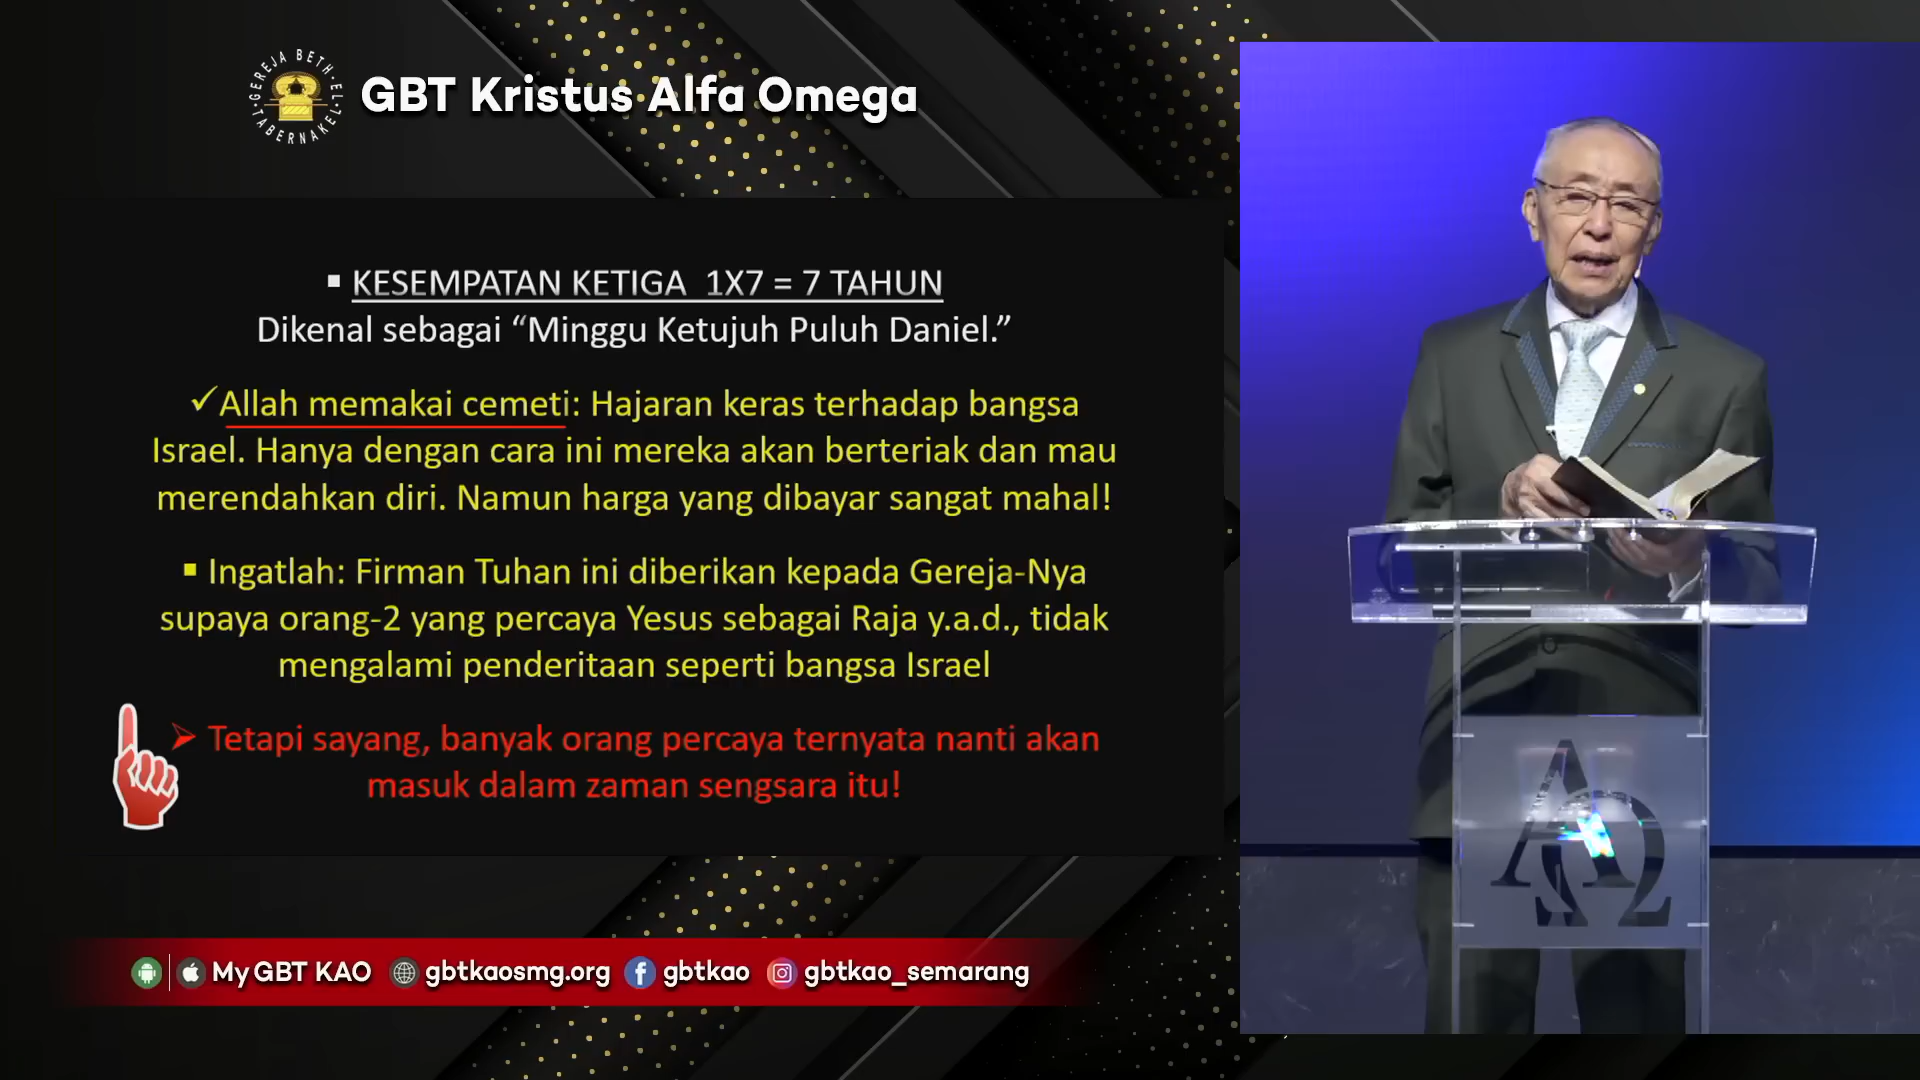 GEREJA BETH-EL TABERNAKEL
GBT Kristus Alfa Omega
▪ KESEMPATAN KETIGA 1X7 = 7 TAHUN
Dikenal sebagai “Minggu Ketujuh Puluh Daniel.”
✓Allah memakai cemeti: Hajaran keras terhadap bangsa
Israel. Hanya dengan cara ini mereka akan berteriak dan mau
merendahkan diri. Namun harga yang dibayar sangat mahal!
▪ Ingatlah: Firman Tuhan ini diberikan kepada Gereja-Nya
supaya orang-2 yang percaya Yesus sebagai Raja y.a.d., tidak
mengalami penderitaan seperti bangsa Israel
➢ Tetapi sayang, banyak orang percaya ternyata nanti akan
masuk dalam zaman sengsara itu!
My GBT KAO gbtkaosmg.org gbtkao gbtkao_semarang
ΑΩ